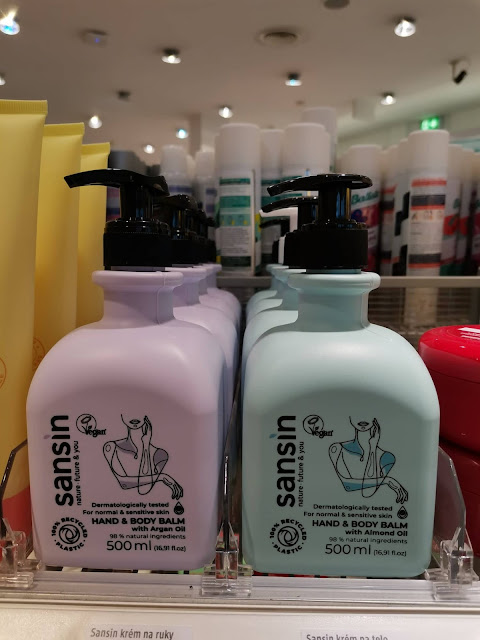 sansin
nature · future & you
Vegan
Dermatologically tested
For normal & sensitive skin
HAND & BODY BALM
with Argan Oil
98 % natural ingredients
500 ml (16,91 fl.oz)
100% RECYCLED
PLASTIC
sansin
nature · future & you
Vegan
Dermatologically tested
For normal & sensitive skin
HAND & BODY BALM
with Almond Oil
98 % natural ingredients
500 ml (16,91 fl.oz)
100% RECYCLED
PLASTIC
Sansin krém na ruky
Sansin krém na telo